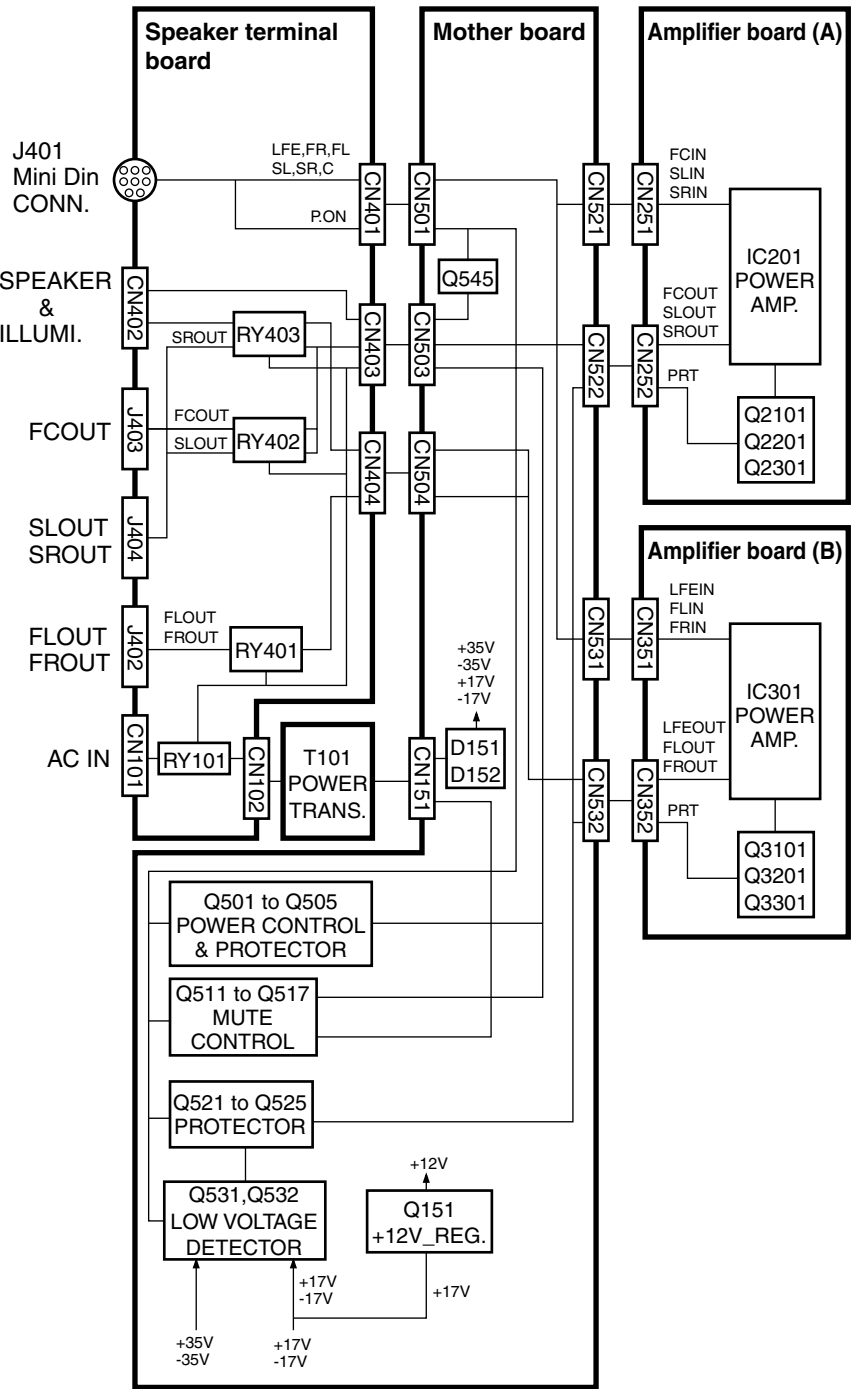 Speaker terminal
board
Mother board
Amplifier board (A)
J401
Mini Din
CONN.
LFE,FR,FL
SL,SR,C
P.ON
CN401
CN501
CN521
CN251
FCIN
SLIN
SRIN
IC201
POWER
AMP.
Q545
SPEAKER
&
ILLUMI.
CN402
SROUT
RY403
CN403
CN503
CN522
CN252
FCOUT
SLOUT
SROUT
PRT
Q2101
Q2201
Q2301
FCOUT
J403
FCOUT
SLOUT
RY402
CN404
CN504
SLOUT
SROUT
J404
Amplifier board (B)
FLOUT
FROUT
J402
FLOUT
FROUT
RY401
+35V
-35V
+17V
-17V
CN531
CN351
LFEIN
FLIN
FRIN
IC301
POWER
AMP.
AC IN
CN101
RY101
CN102
T101
POWER
TRANS.
CN151
D151
D152
CN532
CN352
LFEOUT
FLOUT
FROUT
PRT
Q3101
Q3201
Q3301
Q501 to Q505
POWER CONTROL
& PROTECTOR
Q511 to Q517
MUTE
CONTROL
Q521 to Q525
PROTECTOR
Q531,Q532
LOW VOLTAGE
DETECTOR
+12V
Q151
+12V_REG.
+17V
-17V
+17V
+35V
-35V
+17V
-17V